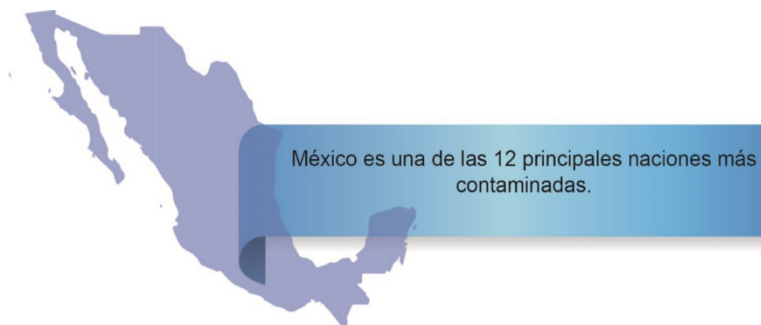 México es una de las 12 principales naciones más
contaminadas.